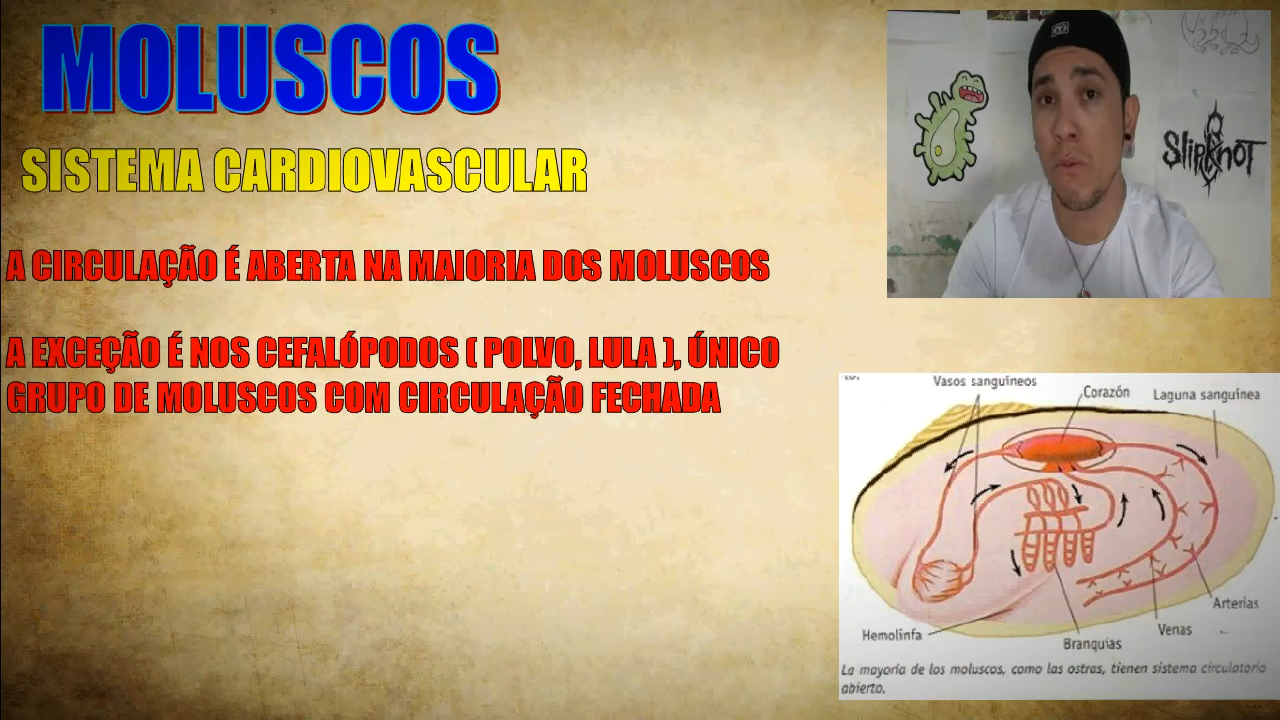 MOLUSCOS
SISTEMA CARDIOVASCULAR
A CIRCULAÇÃO É ABERTA NA MAIORIA DOS MOLUSCOS
A EXCEÇÃO É NOS CEFALÓPODOS ( POLVO, LULA ), ÚNICO
GRUPO DE MOLUSCOS COM CIRCULAÇÃO FECHADA
SlipKnoT
Vasos sanguíneos
Corazón
Laguna sanguínea
Arterias
Venas
Hemolinfa
Branquias
La mayoría de los moluscos, como las ostras, tienen sistema circulatorio
abierto.